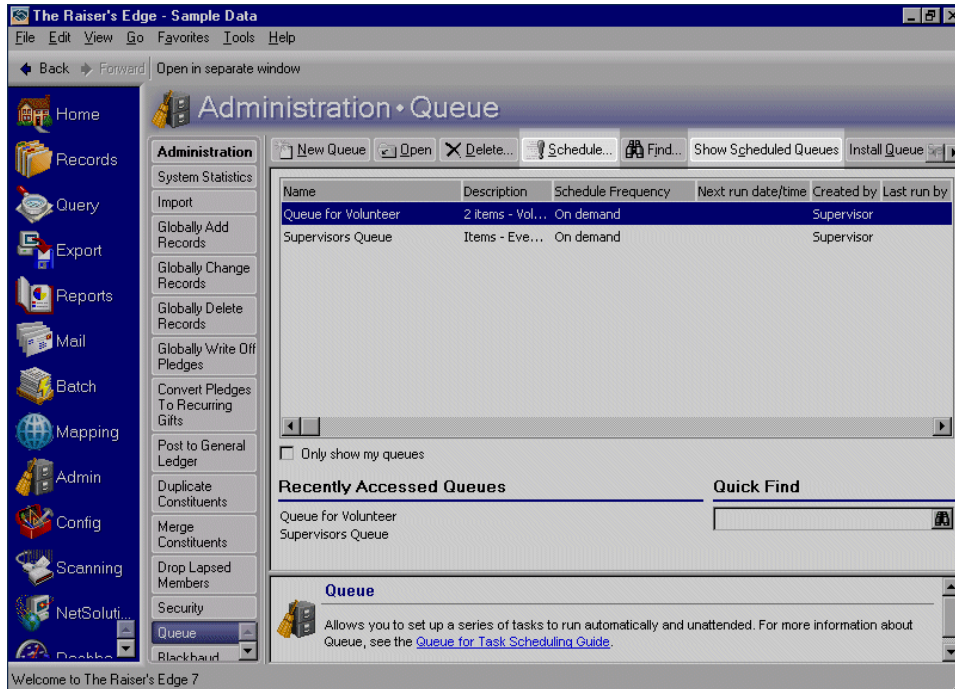 The Raiser's Edge - Sample Data
File Edit View Go Favorites Tools Help
Back Forward Open in separate window
Administration • Queue
Home
Records
Query
Export
Reports
Mail
Batch
Mapping
Admin
Config
Scanning
NetSoluti...
Administration
System Statistics
Import
Globally Add
Records
Globally Change
Records
Globally Delete
Records
Globally Write Off
Pledges
Convert Pledges
To Recurring
Gifts
Post to General
Ledger
Duplicate
Constituents
Merge
Constituents
Drop Lapsed
Members
Security
Queue
Blackbaud
New Queue Open Delete... Schedule... Find... Show Scheduled Queues Install Queue
Name Description Schedule Frequency Next run date/time Created by Last run by
Queue for Volunteer 2 items - Vol... On demand Supervisor
Supervisors Queue Items - Eve... On demand Supervisor
Only show my queues
Recently Accessed Queues Quick Find
Queue for Volunteer
Supervisors Queue
Queue
Allows you to set up a series of tasks to run automatically and unattended. For more information about
Queue, see the Queue for Task Scheduling Guide.
Welcome to The Raiser's Edge 7